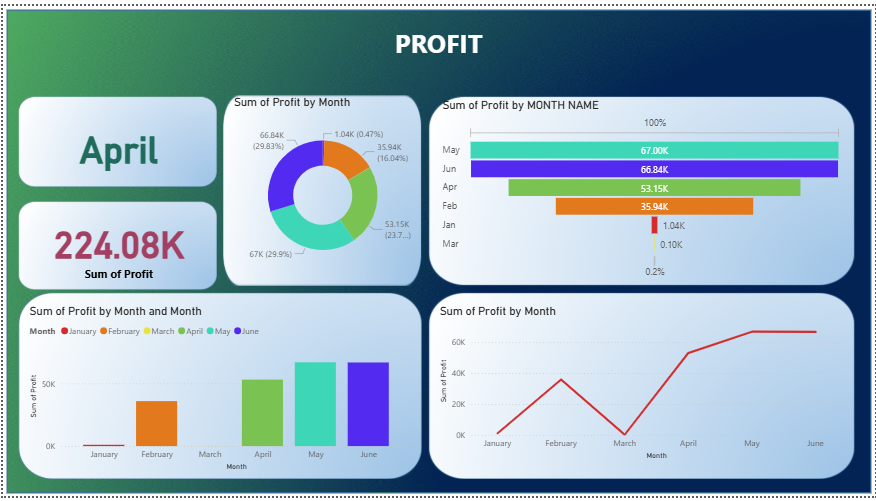 PROFIT
April
224.08K
Sum of Profit
Sum of Profit by Month
1.04K (0.47%)
35.94K
(16.04%)
53.15K
(23.7...)
67K (29.9%)
66.84K
(29.83%)
Sum of Profit by MONTH NAME
100%
May 67.00K
Jun 66.84K
Apr 53.15K
Feb 35.94K
Jan 1.04K
Mar 0.10K
0.2%
Sum of Profit by Month and Month
Month January February March April May June
Sum of Profit
50K
0K
January February March April May June
Month
Sum of Profit by Month
Sum of Profit
60K
40K
20K
0K
January February March April May June
Month